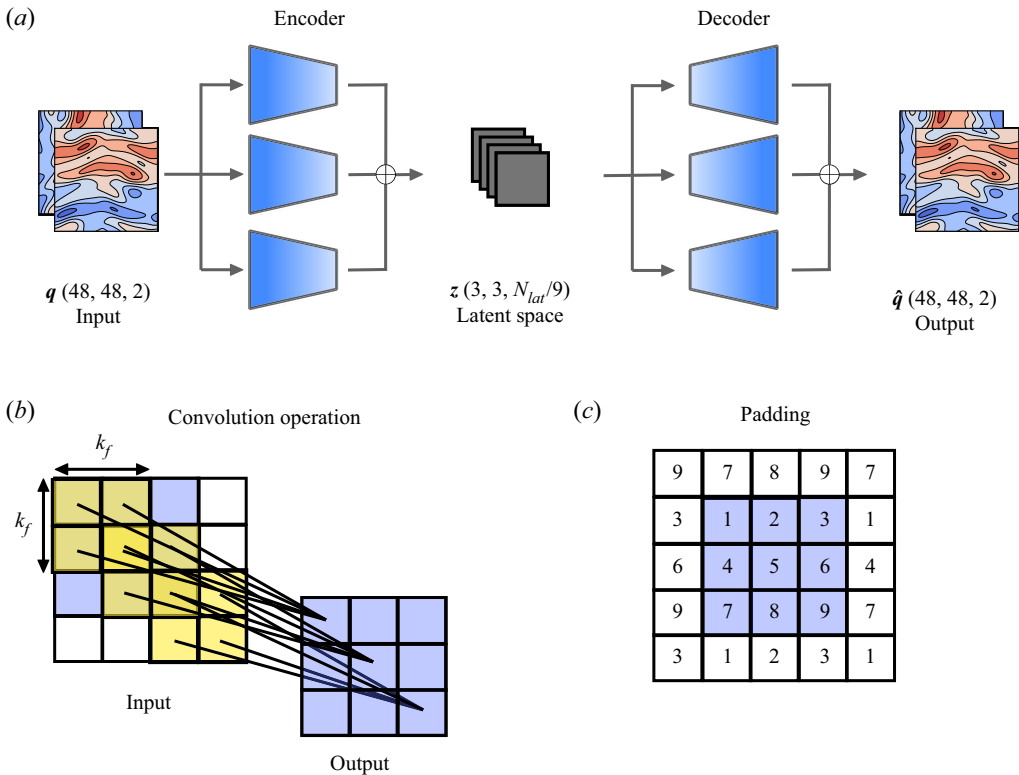 (a)
Encoder
Decoder
q (48, 48, 2)
Input
z (3, 3, N_lat/9)
Latent space
q̂ (48, 48, 2)
Output
(b)
Convolution operation
k_f
k_f
Input
Output
(c)
Padding
9 7 8 9 7
3 1 2 3 1
6 4 5 6 4
9 7 8 9 7
3 1 2 3 1